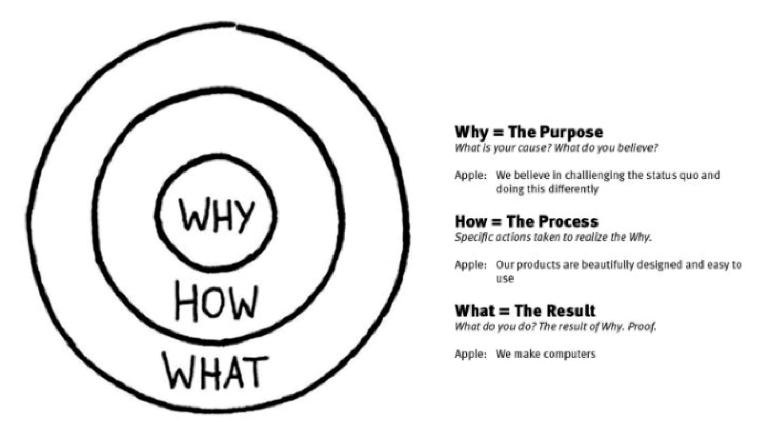 WHY
HOW
WHAT
Why = The Purpose
What is your cause? What do you believe?
Apple: We believe in challienging the status quo and
doing this differently
How = The Process
Specific actions taken to realize the Why.
Apple: Our products are beautifully designed and easy to
use
What = The Result
What do you do? The result of Why. Proof.
Apple: We make computers